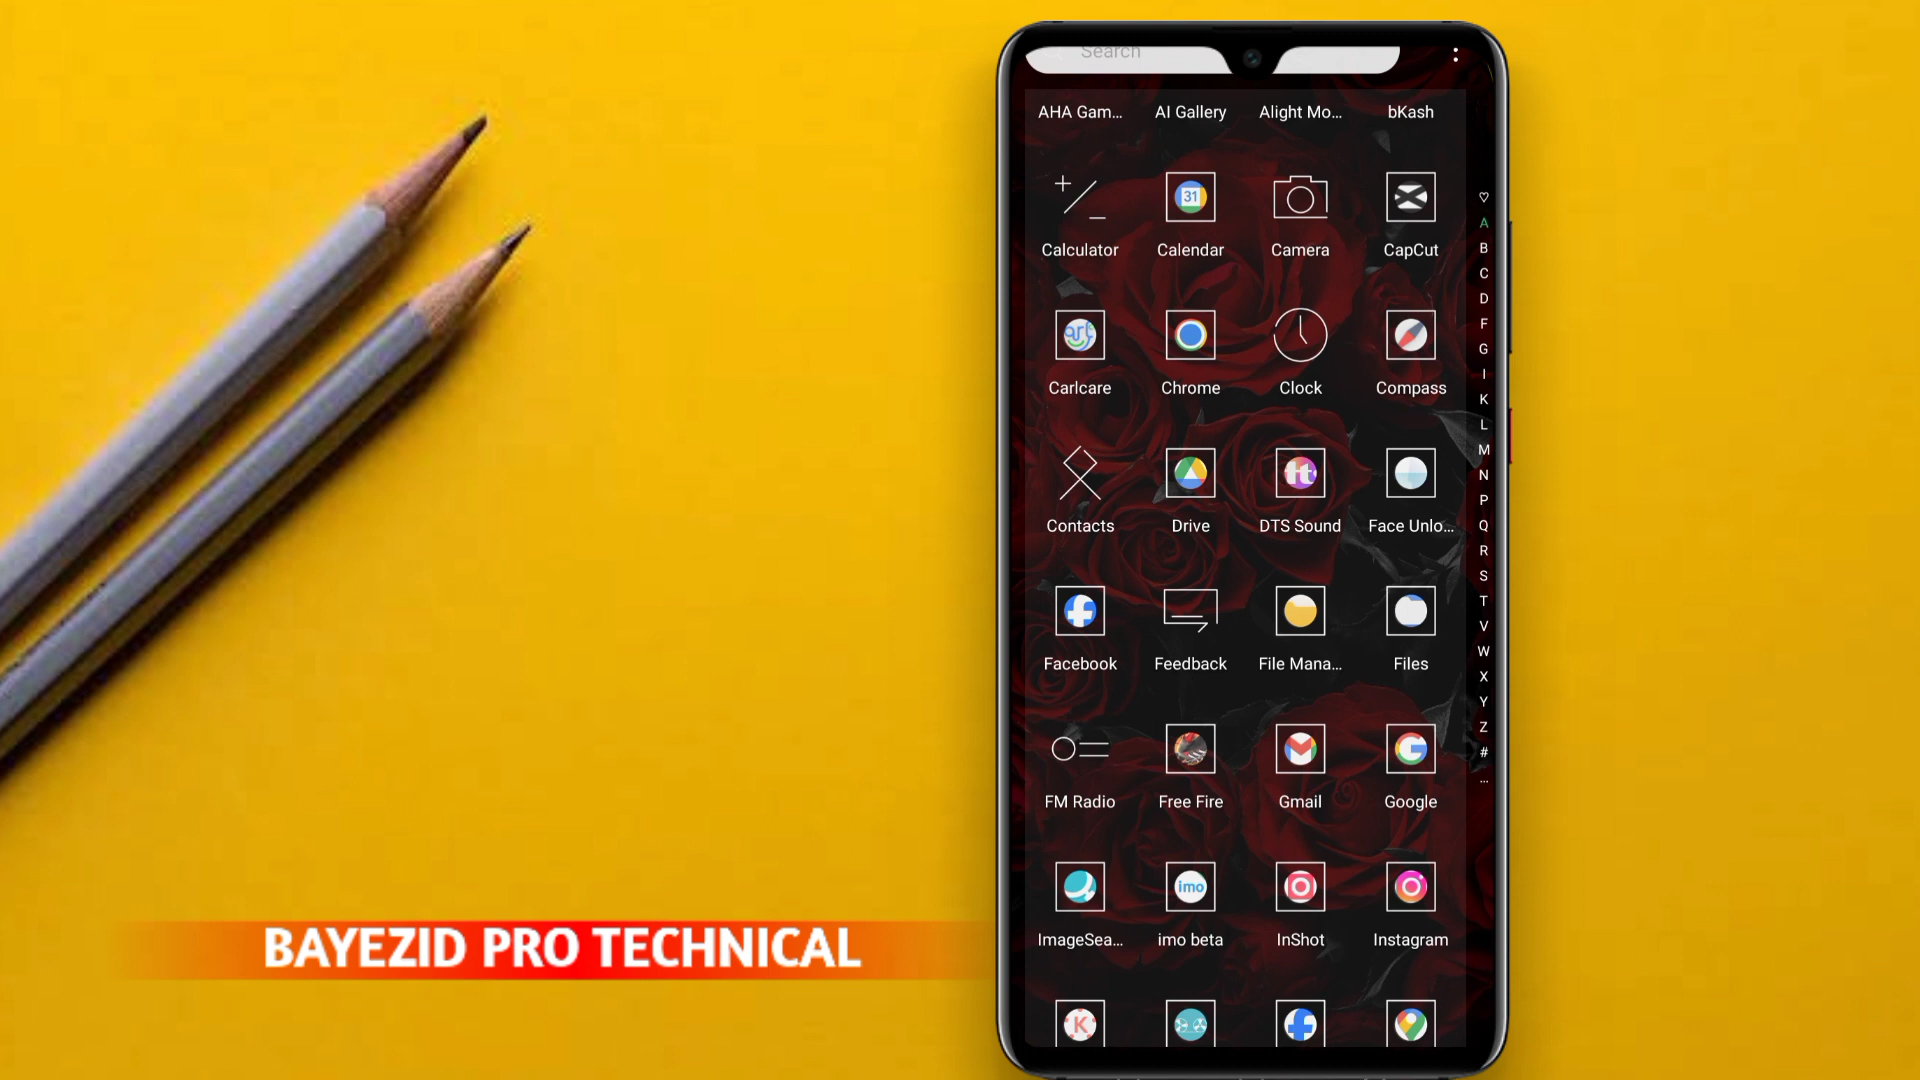 Search
AHA Gam... AI Gallery Alight Mo... bKash
31
Calculator Calendar Camera CapCut
Carlcare Chrome Clock Compass
Contacts Drive DTS Sound Face Unlo...
Facebook Feedback File Mana... Files
FM Radio Free Fire Gmail Google
imo
ImageSea... imo beta InShot Instagram
K
A
B
C
D
F
G
I
K
L
M
N
P
Q
R
S
T
V
W
X
Y
Z
#
...
BAYEZID PRO TECHNICAL